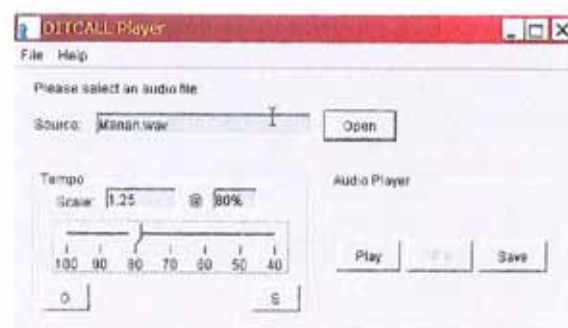 DITCALL Player
File Help
Please select an audio file
Source: Manan.wav Open
Tempo Audio Player
Scale: 1.25 @ 80%
100 90 80 70 60 50 40
Play Save
O S